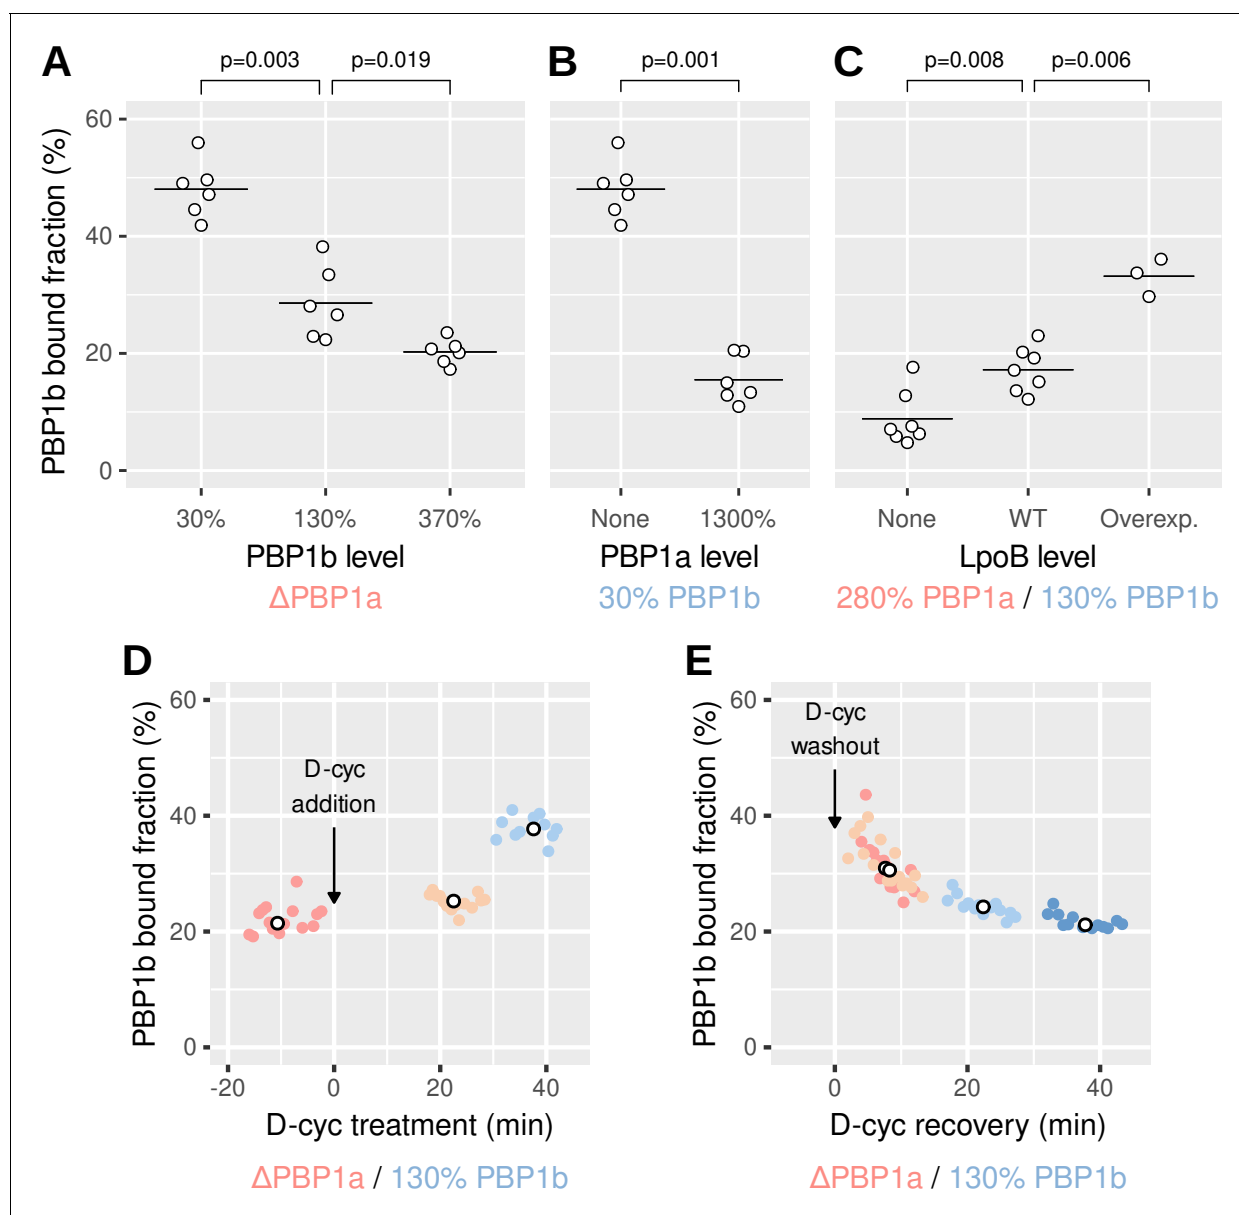 A
B
C
p=0.003
p=0.019
p=0.001
p=0.008
p=0.006
PBP1b bound fraction (%)
60
40
20
0
30%
130%
370%
PBP1b level
ΔPBP1a
None
1300%
PBP1a level
30% PBP1b
None
WT
Overexp.
LpoB level
280% PBP1a / 130% PBP1b
D
PBP1b bound fraction (%)
60
40
20
0
D-cyc
addition
-20
0
20
40
D-cyc treatment (min)
ΔPBP1a / 130% PBP1b
E
PBP1b bound fraction (%)
60
40
20
0
D-cyc
washout
0
20
40
D-cyc recovery (min)
ΔPBP1a / 130% PBP1b